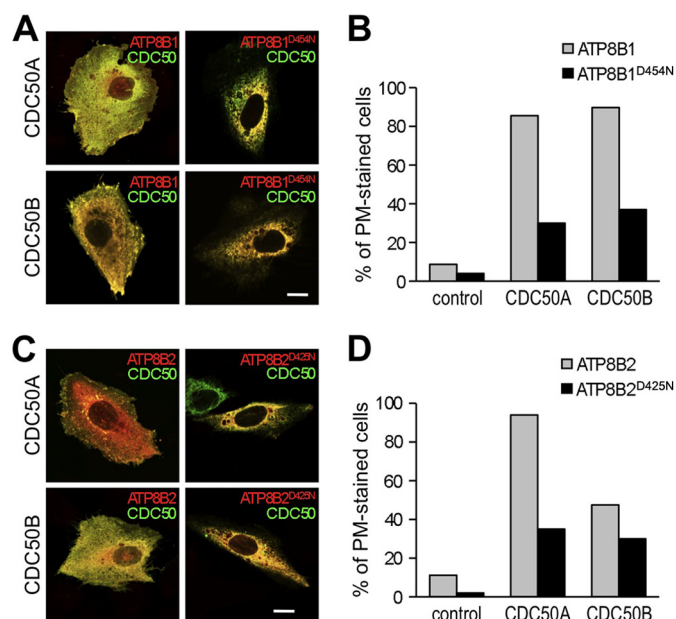 A
ATP8B1
CDC50
ATP8B1D454N
CDC50
CDC50A
ATP8B1
CDC50
ATP8B1D454N
CDC50
CDC50B
B
ATP8B1
ATP8B1D454N
% of PM-stained cells
100
80
60
40
20
0
control CDC50A CDC50B
C
ATP8B2
CDC50
ATP8B2D425N
CDC50
CDC50A
ATP8B2
CDC50
ATP8B2D425N
CDC50
CDC50B
D
ATP8B2
ATP8B2D425N
% of PM-stained cells
100
80
60
40
20
0
control CDC50A CDC50B